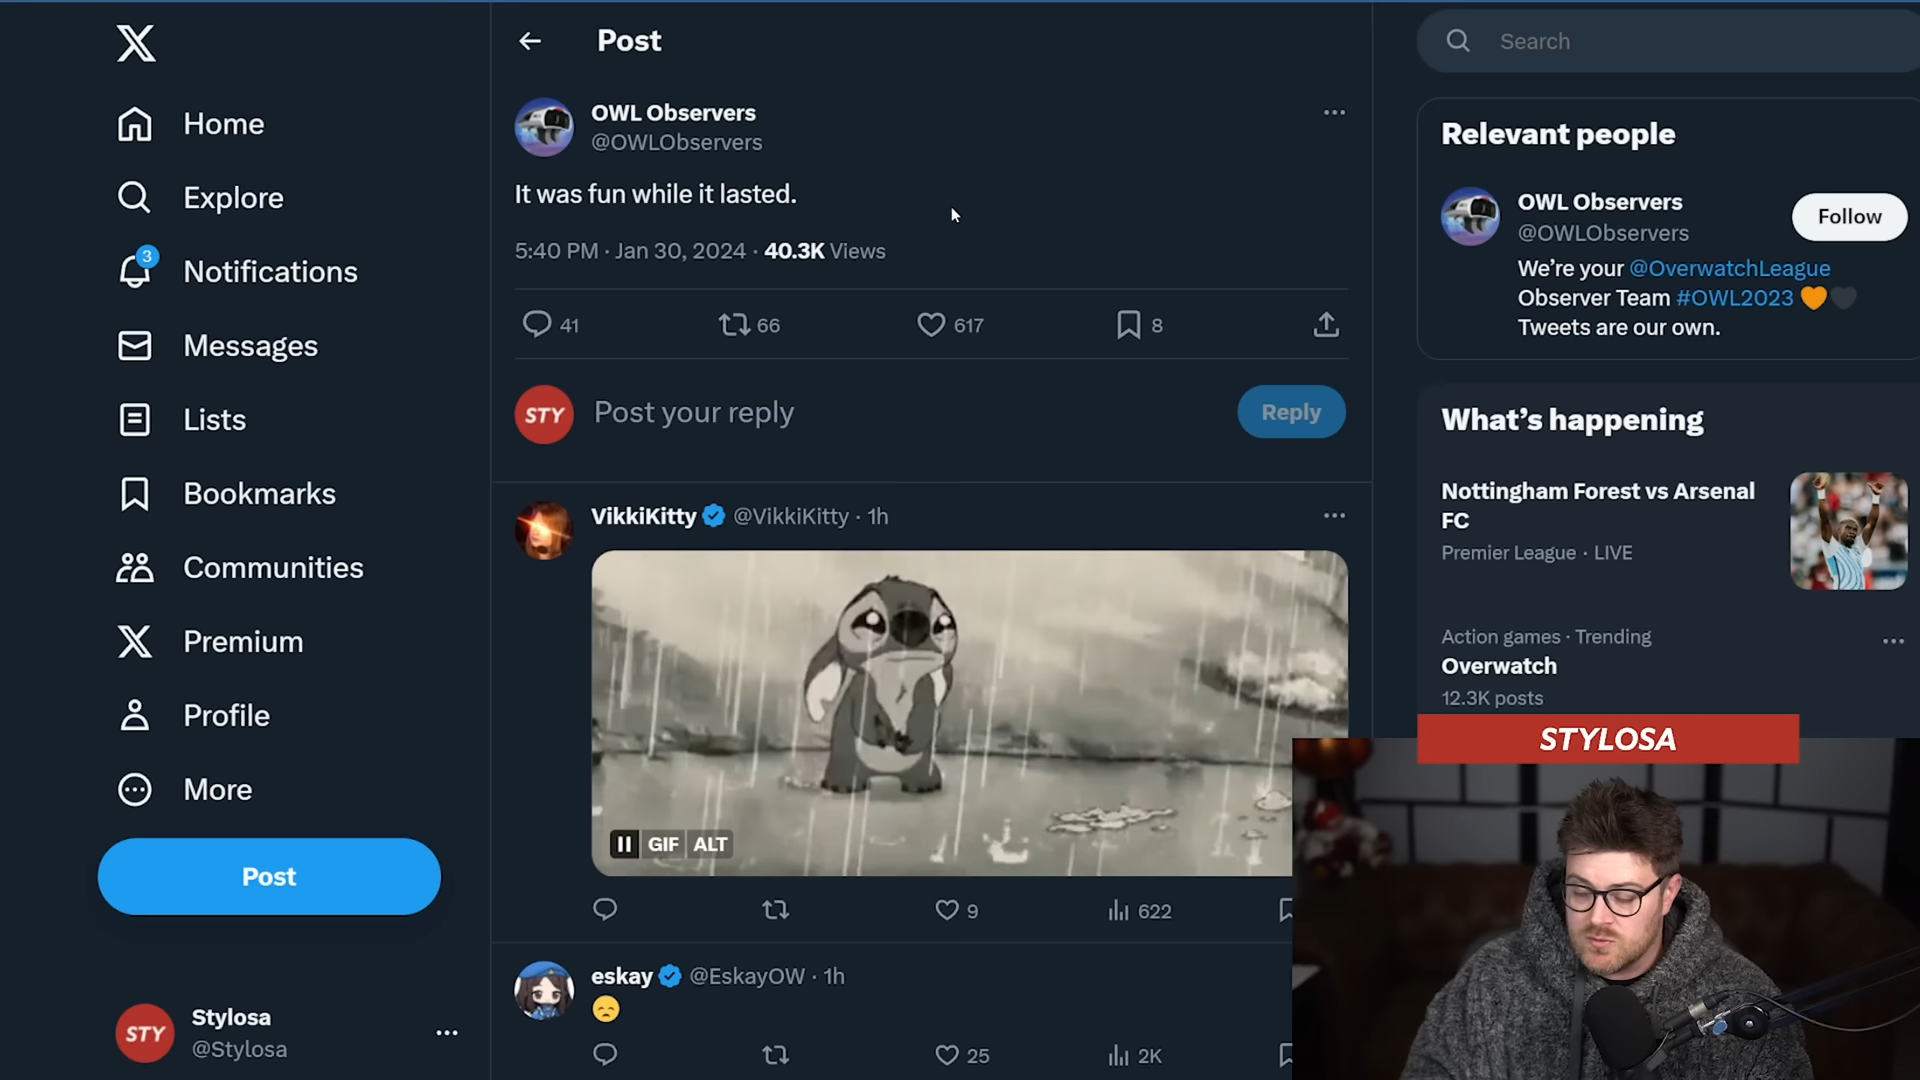 Home
Explore
3
Notifications
Messages
Lists
Bookmarks
Communities
Premium
Profile
More
Post
STY
Stylosa
@Stylosa
Post
OWL Observers
@OWLObservers
It was fun while it lasted.
5:40 PM · Jan 30, 2024 · 40.3K Views
41 66 617 8
STY
Post your reply
Reply
VikkiKitty @VikkiKitty · 1h
GIF ALT
9 622
eskay @EskayOW · 1h
25 2K
Search
Relevant people
OWL Observers
@OWLObservers
Follow
We're your @OverwatchLeague
Observer Team #OWL2023 🧡🖤
Tweets are our own.
What's happening
Nottingham Forest vs Arsenal
FC
Premier League · LIVE
Action games · Trending
Overwatch
12.3K posts
STYLOSA